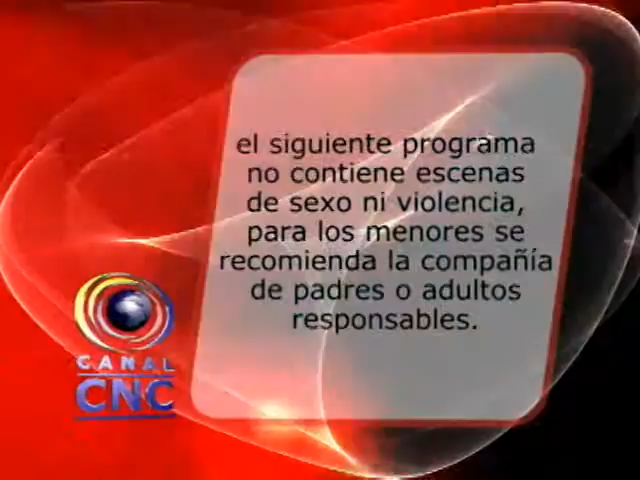 el siguiente programa
no contiene escenas
de sexo ni violencia,
para los menores se
recomienda la compañía
de padres o adultos
responsables.
CANAL
CNC